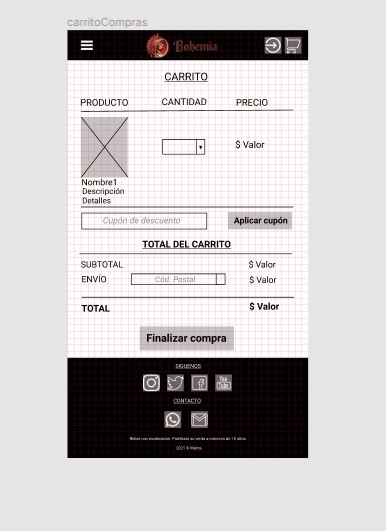 carritoCompras
Bohemia
CARRITO
PRODUCTO CANTIDAD PRECIO
$ Valor
Nombre1
Descripción
Detalles
Cupón de descuento Aplicar cupón
TOTAL DEL CARRITO
SUBTOTAL $ Valor
ENVÍO Cód. Postal $ Valor
TOTAL $ Valor
Finalizar compra
SIGUENOS
You Tube
CONTACTO
Beber con moderación. Prohibida su venta a menores de 18 años.
2021 ©